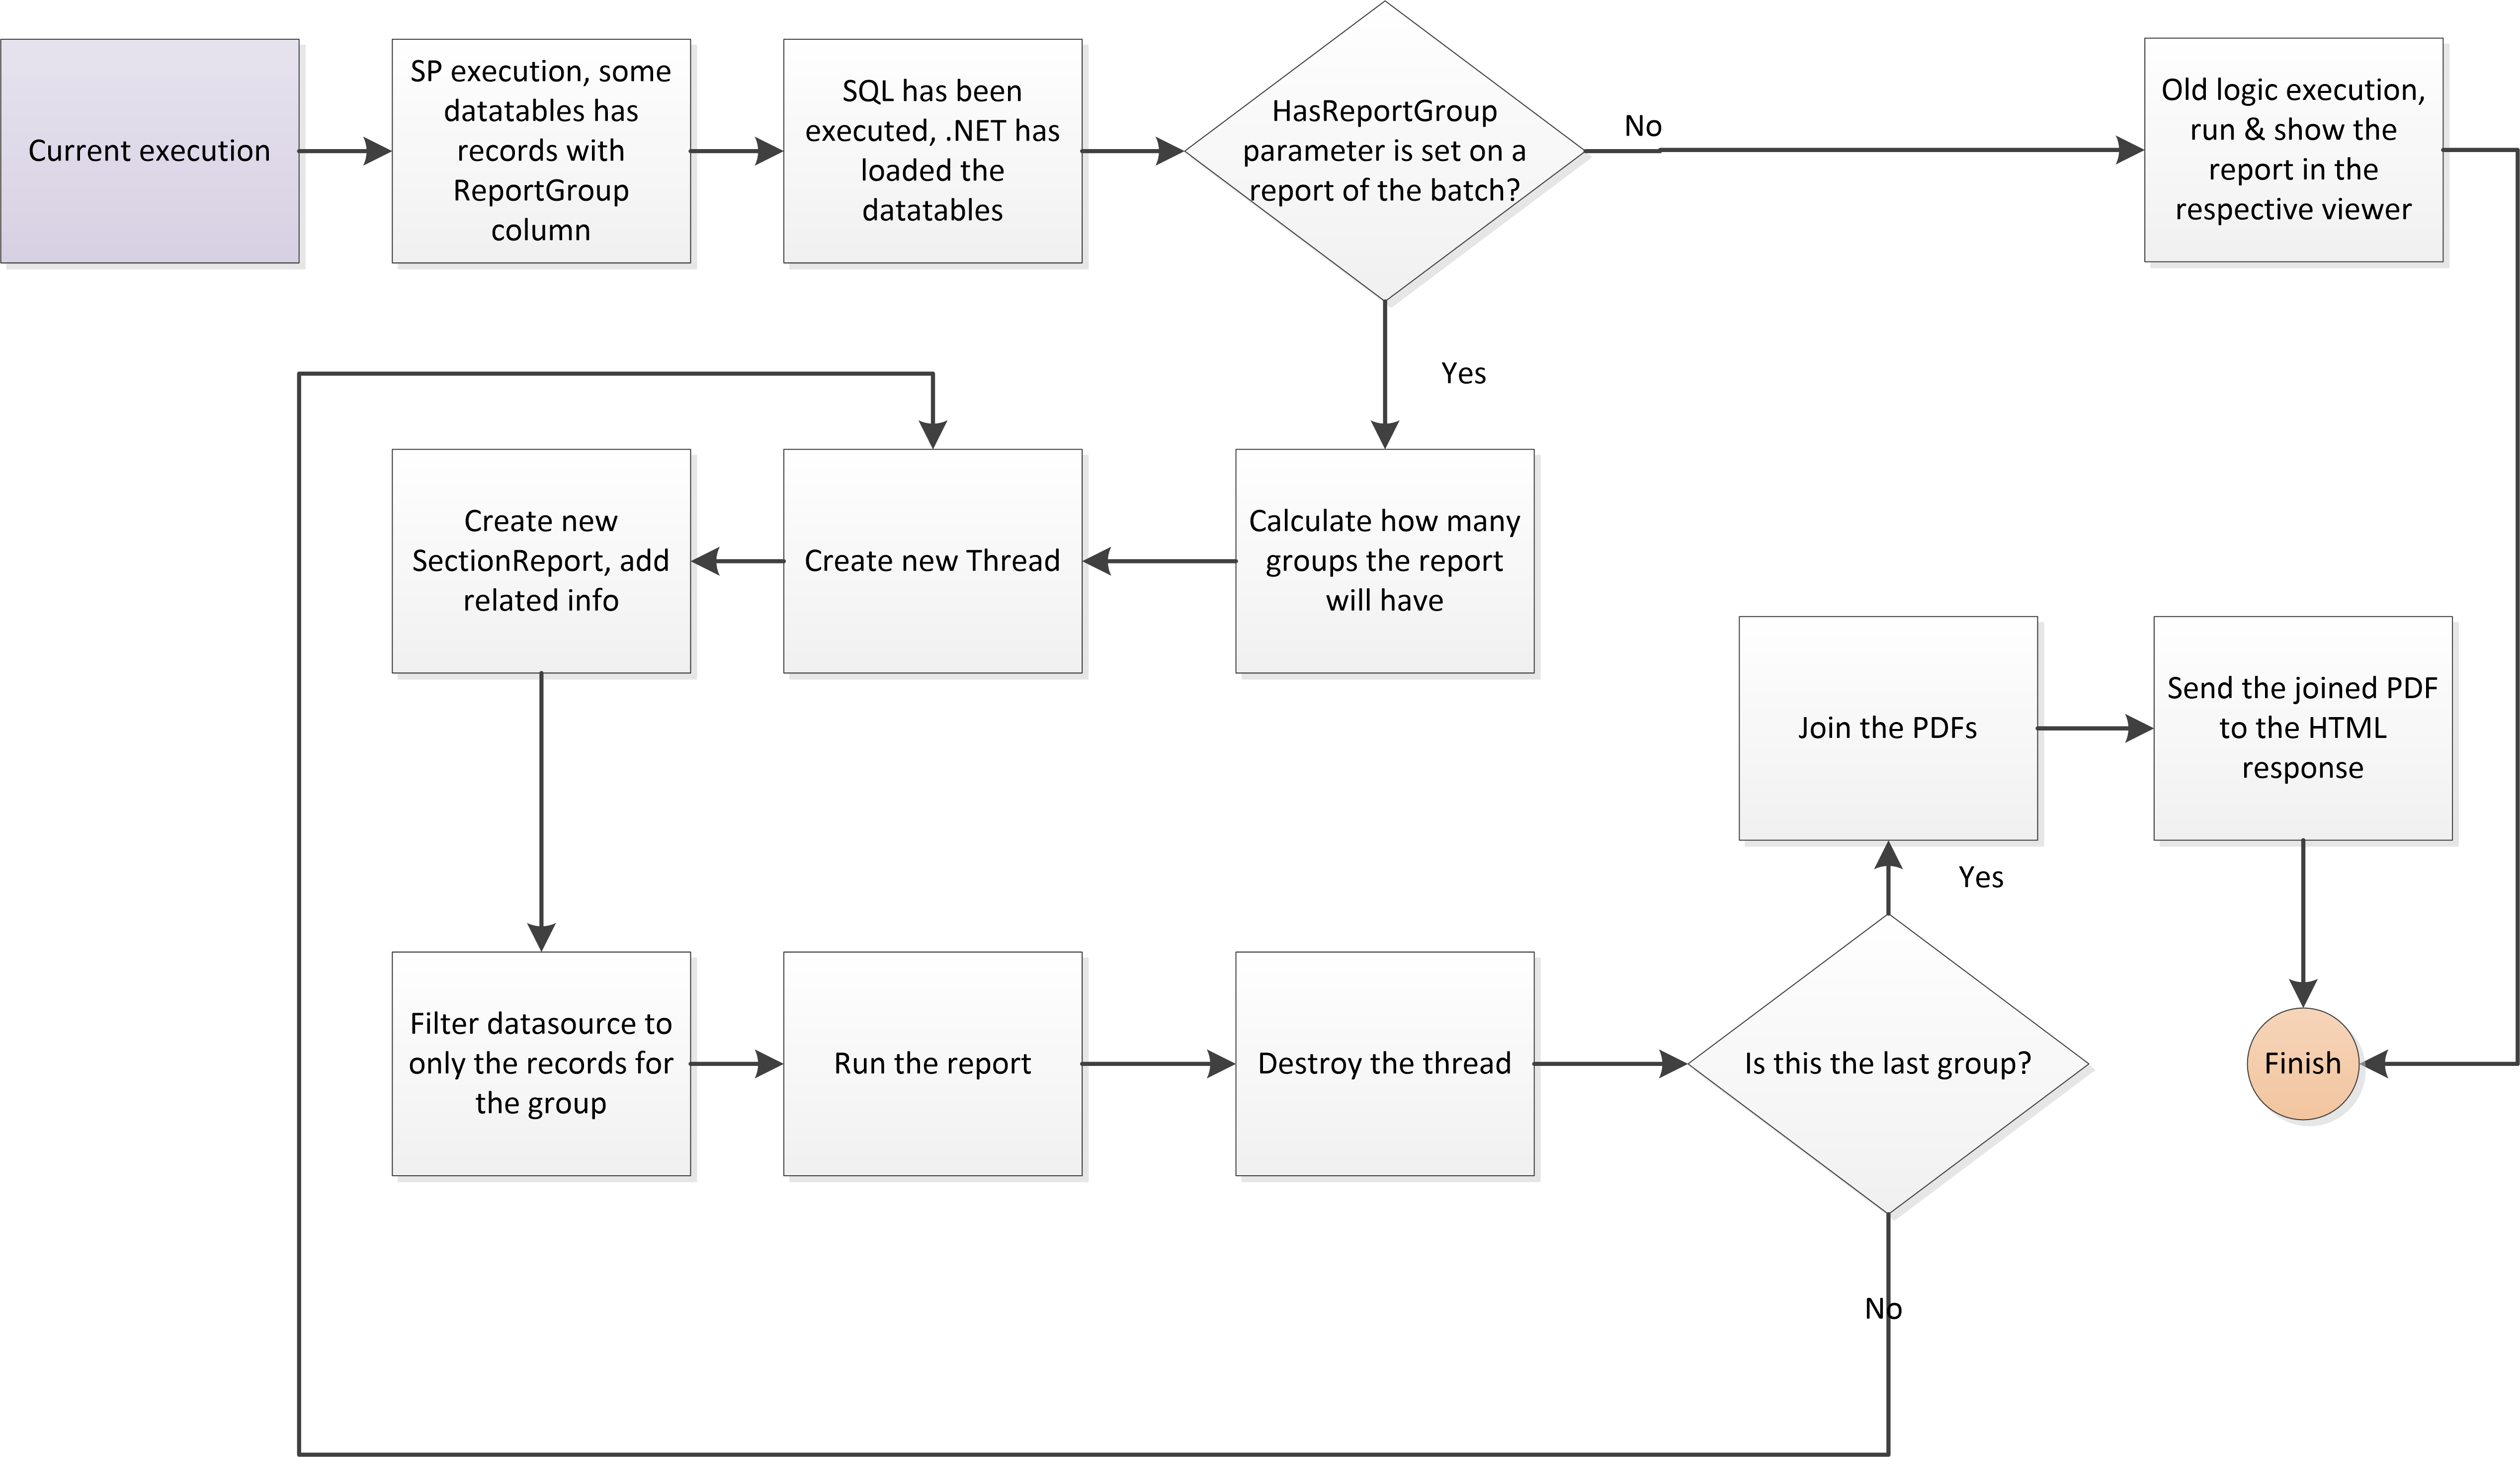 Current execution
SP execution, some
datatables has
records with
ReportGroup
column
SQL has been
executed, .NET has
loaded the
datatables
HasReportGroup
parameter is set on a
report of the batch?
No
Old logic execution,
run & show the
report in the
respective viewer
Yes
Create new
SectionReport, add
related info
Create new Thread
Calculate how many
groups the report
will have
Join the PDFs
Send the joined PDF
to the HTML
response
Yes
Filter datasource to
only the records for
the group
Run the report
Destroy the thread
Is this the last group?
Finish
No